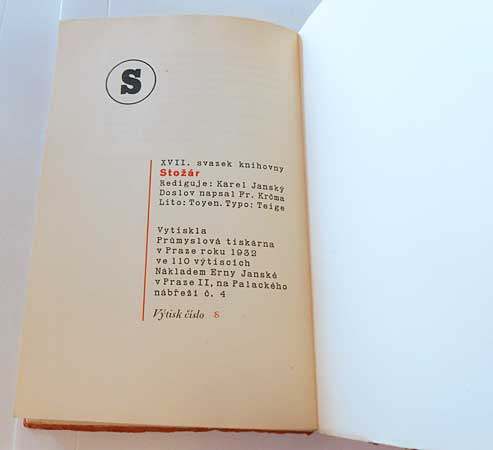 S
XVII. svazek knihovny
Stožár
Rediguje: Karel Janský
Doslov napsal Fr. Krčma
Lito: Toyen. Typo: Teige
Vytiskla
Průmyslová tiskárna
v Praze roku 1932
ve 110 výtiscích
Nákladem Erny Janské
v Praze II, na Palackého
nábřeží č. 4
Výtisk číslo 8